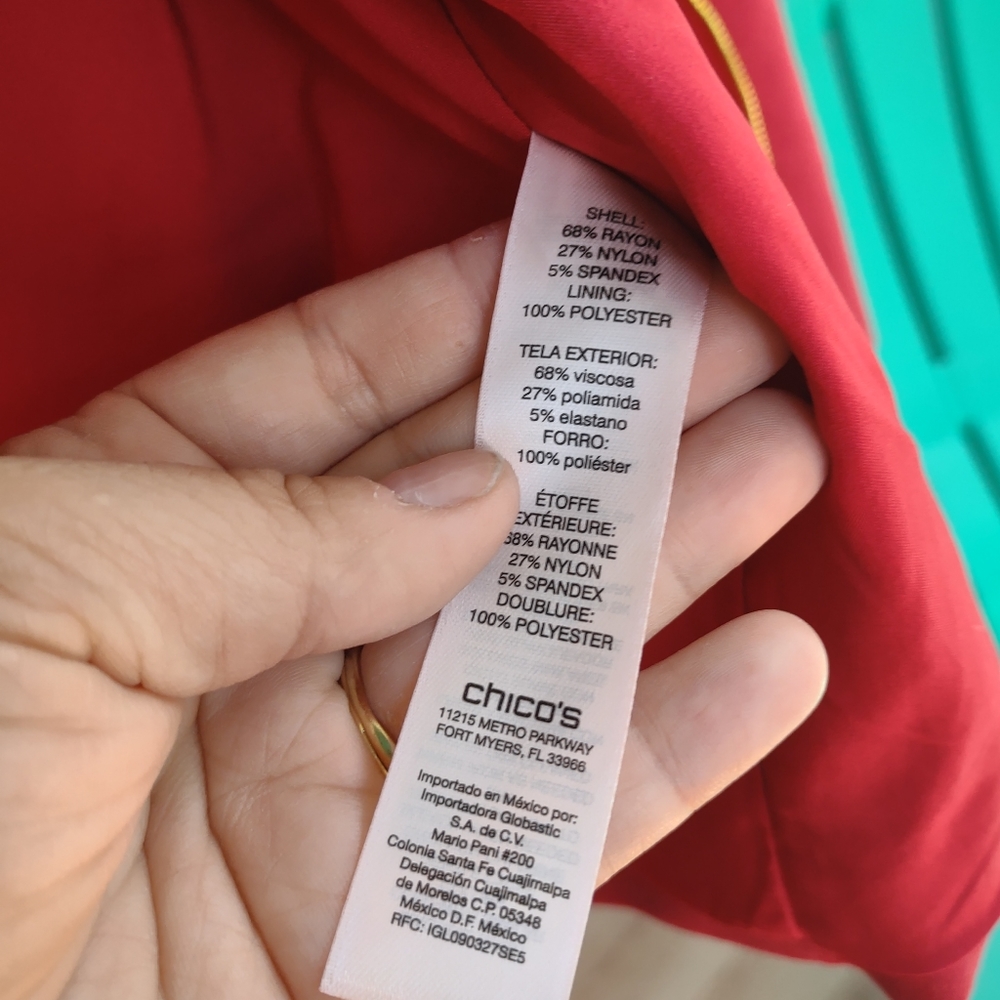 SHELL:
68% RAYON
27% NYLON
5% SPANDEX
LINING:
100% POLYESTER
TELA EXTERIOR:
68% viscosa
27% poliamida
5% elastano
FORRO:
100% poliéster
ÉTOFFE
EXTÉRIEURE:
68% RAYONNE
27% NYLON
5% SPANDEX
DOUBLURE:
100% POLYESTER
chico's
11215 METRO PARKWAY
FORT MYERS, FL 33966
Importado en México por:
Importadora Globastic
S.A. de C.V.
Mario Pani #200
Colonia Santa Fe Cuajimalpa
Delegación Cuajimalpa
de Morelos C.P. 05348
México D.F. México
RFC: IGL090327SE5